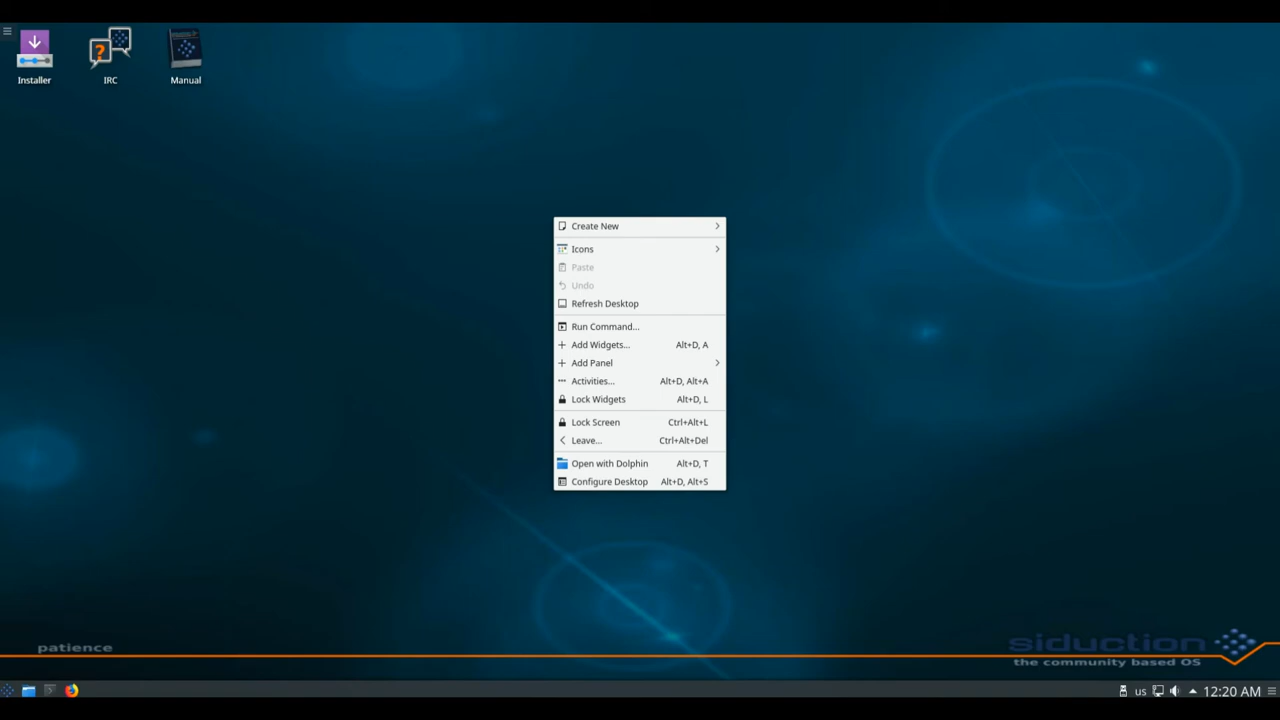 Installer
IRC
Manual
Create New
Icons
Paste
Undo
Refresh Desktop
Run Command...
Add Widgets... Alt+D, A
Add Panel
Activities... Alt+D, Alt+A
Lock Widgets Alt+D, L
Lock Screen Ctrl+Alt+L
Leave... Ctrl+Alt+Del
Open with Dolphin Alt+D, T
Configure Desktop Alt+D, Alt+S
patience
siduction
the community based OS
us 12:20 AM